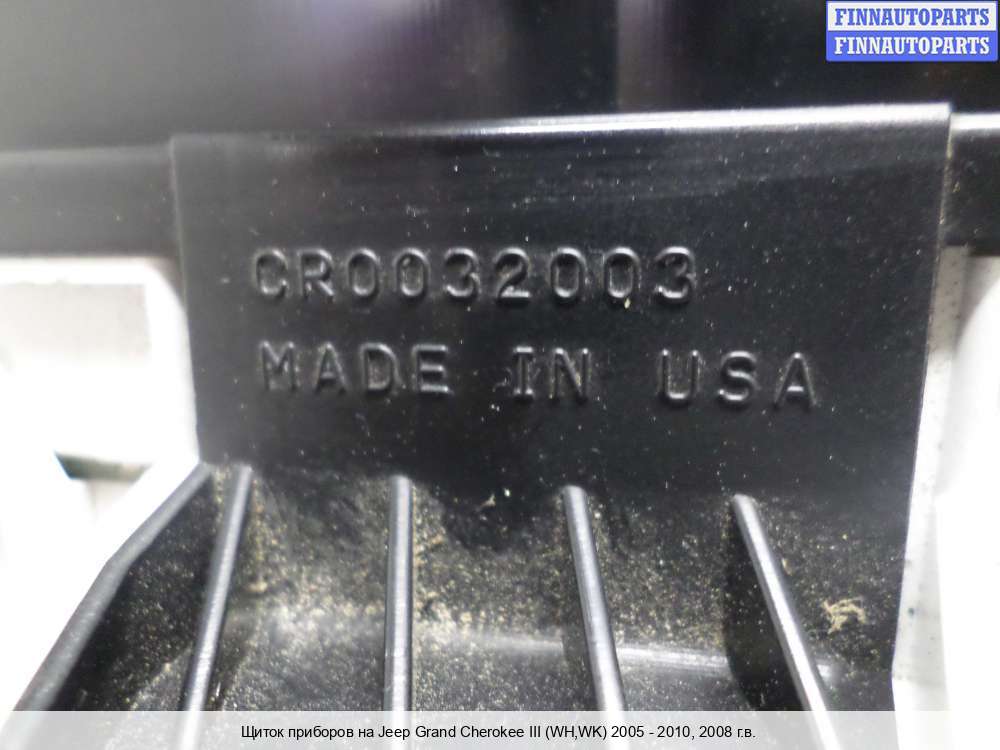 FINNAUTOPARTS
FINNAUTOPARTS
CR0032003
MADE IN USA
Щиток приборов на Jeep Grand Cherokee III (WH,WK) 2005 - 2010, 2008 г.в.